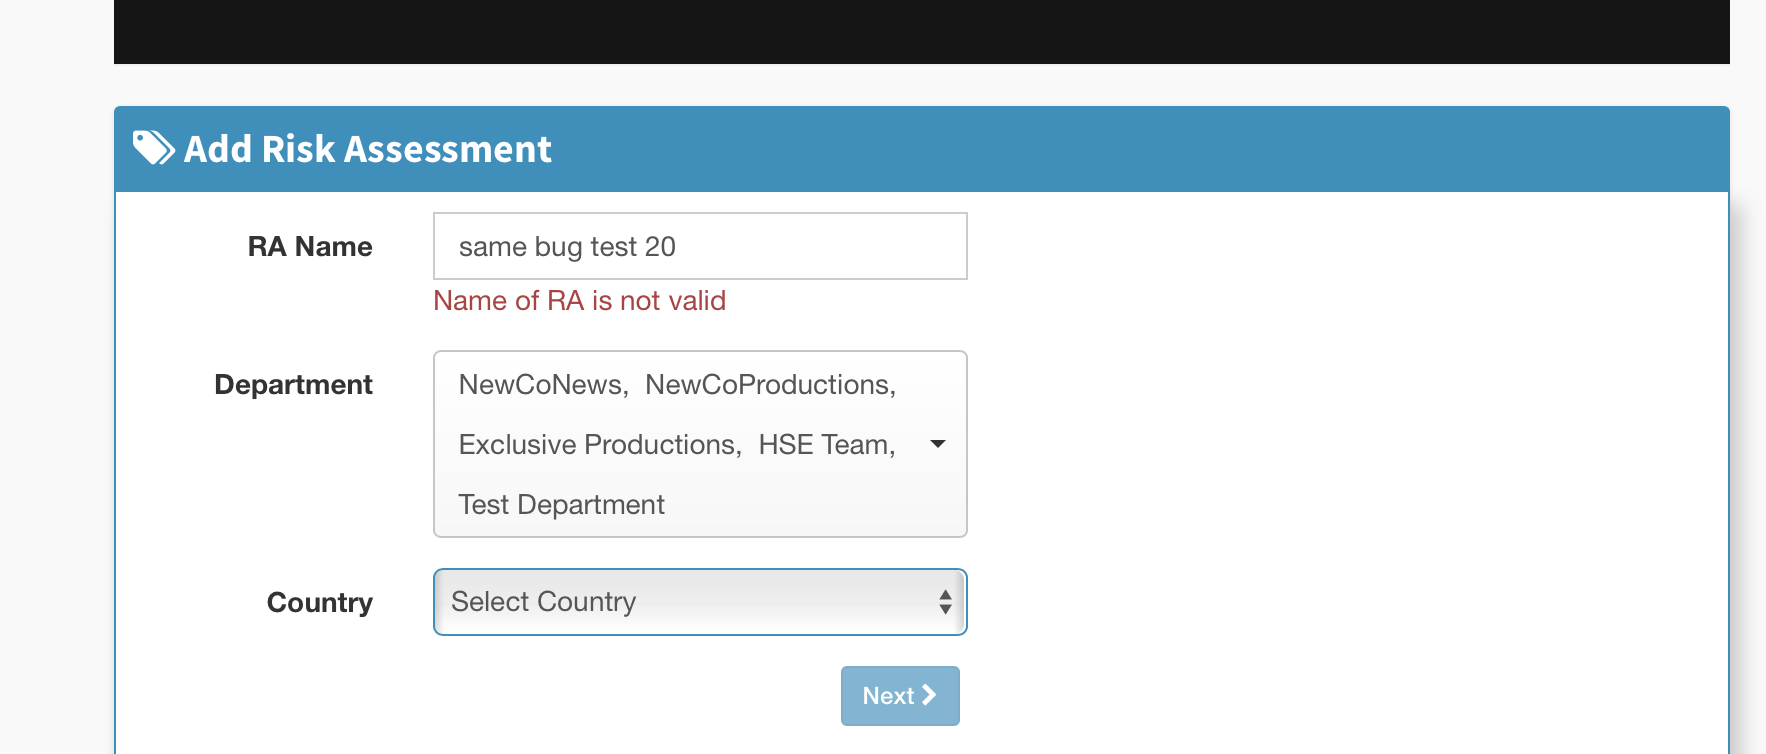 Add Risk Assessment
RA Name
same bug test 20
Name of RA is not valid
Department
NewCoNews, NewCoProductions,
Exclusive Productions, HSE Team,
Test Department
Country
Select Country
Next